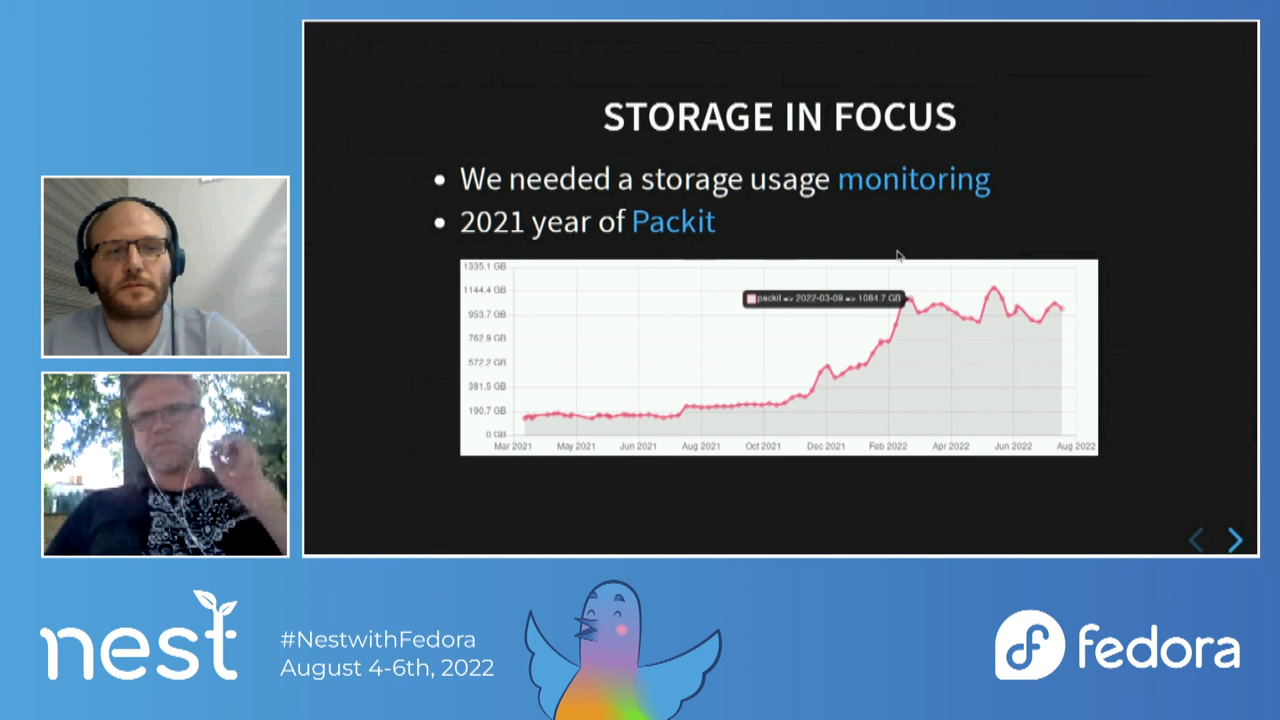 STORAGE IN FOCUS
We needed a storage usage monitoring
2021 year of Packit
1335.1 GB
1144.4 GB
953.7 GB
762.9 GB
572.2 GB
381.5 GB
190.7 GB
0 GB
packit => 2022-03-09 => 1084.7 GB
Mar 2021 May 2021 Jun 2021 Aug 2021 Oct 2021 Dec 2021 Feb 2022 Apr 2022 Jun 2022 Aug 2022
nest
#NestwithFedora
August 4-6th, 2022
fedora